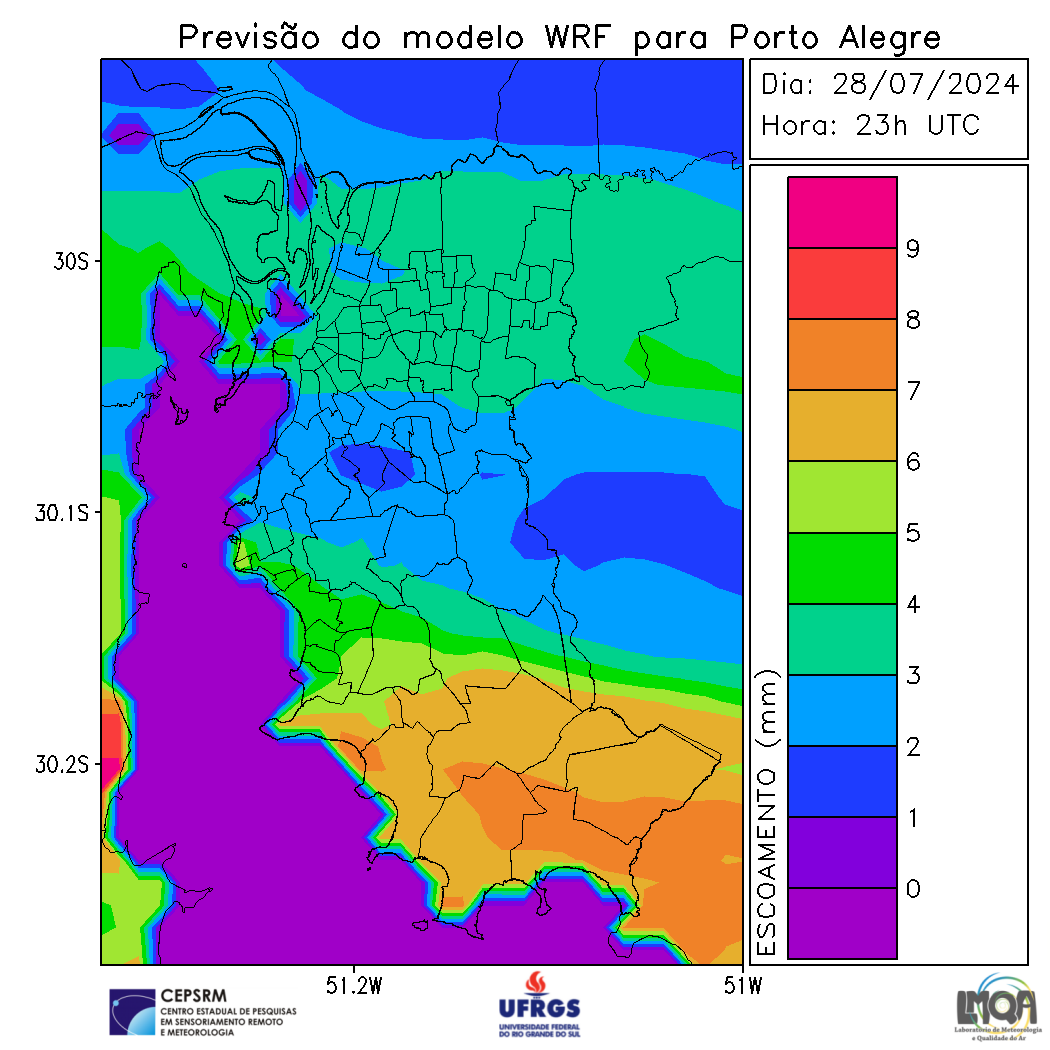 Previsão do modelo WRF para Porto Alegre
Dia: 28/07/2024
Hora: 23h UTC
30S
30.1S
30.2S
51.2W
51W
9
8
7
6
5
4
3
2
1
0
ESCOAMENTO (mm)
CEPSRM
CENTRO ESTADUAL DE PESQUISAS
EM SENSORIAMENTO REMOTO
E METEOROLOGIA
UFRGS
UNIVERSIDADE FEDERAL
DO RIO GRANDE DO SUL
LMQA
Laboratório de Meteorologia
e Qualidade do Ar